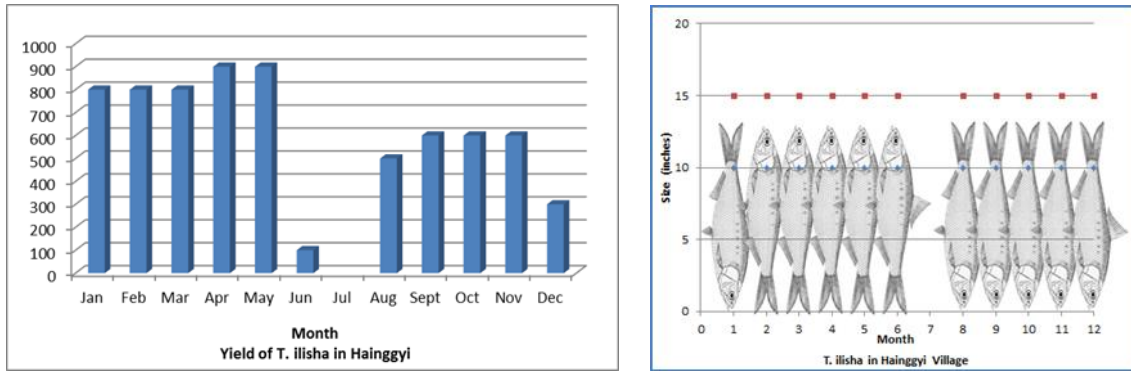 1000
900
800
700
600
500
400
300
200
100
0
Jan Feb Mar Apr May Jun Jul Aug Sept Oct Nov Dec
Month
Yield of T. ilisha in Hainggyi
20
15
10
5
0
Size (inches)
0 1 2 3 4 5 6 7 8 9 10 11 12
Month
T. ilisha in Hainggyi Village